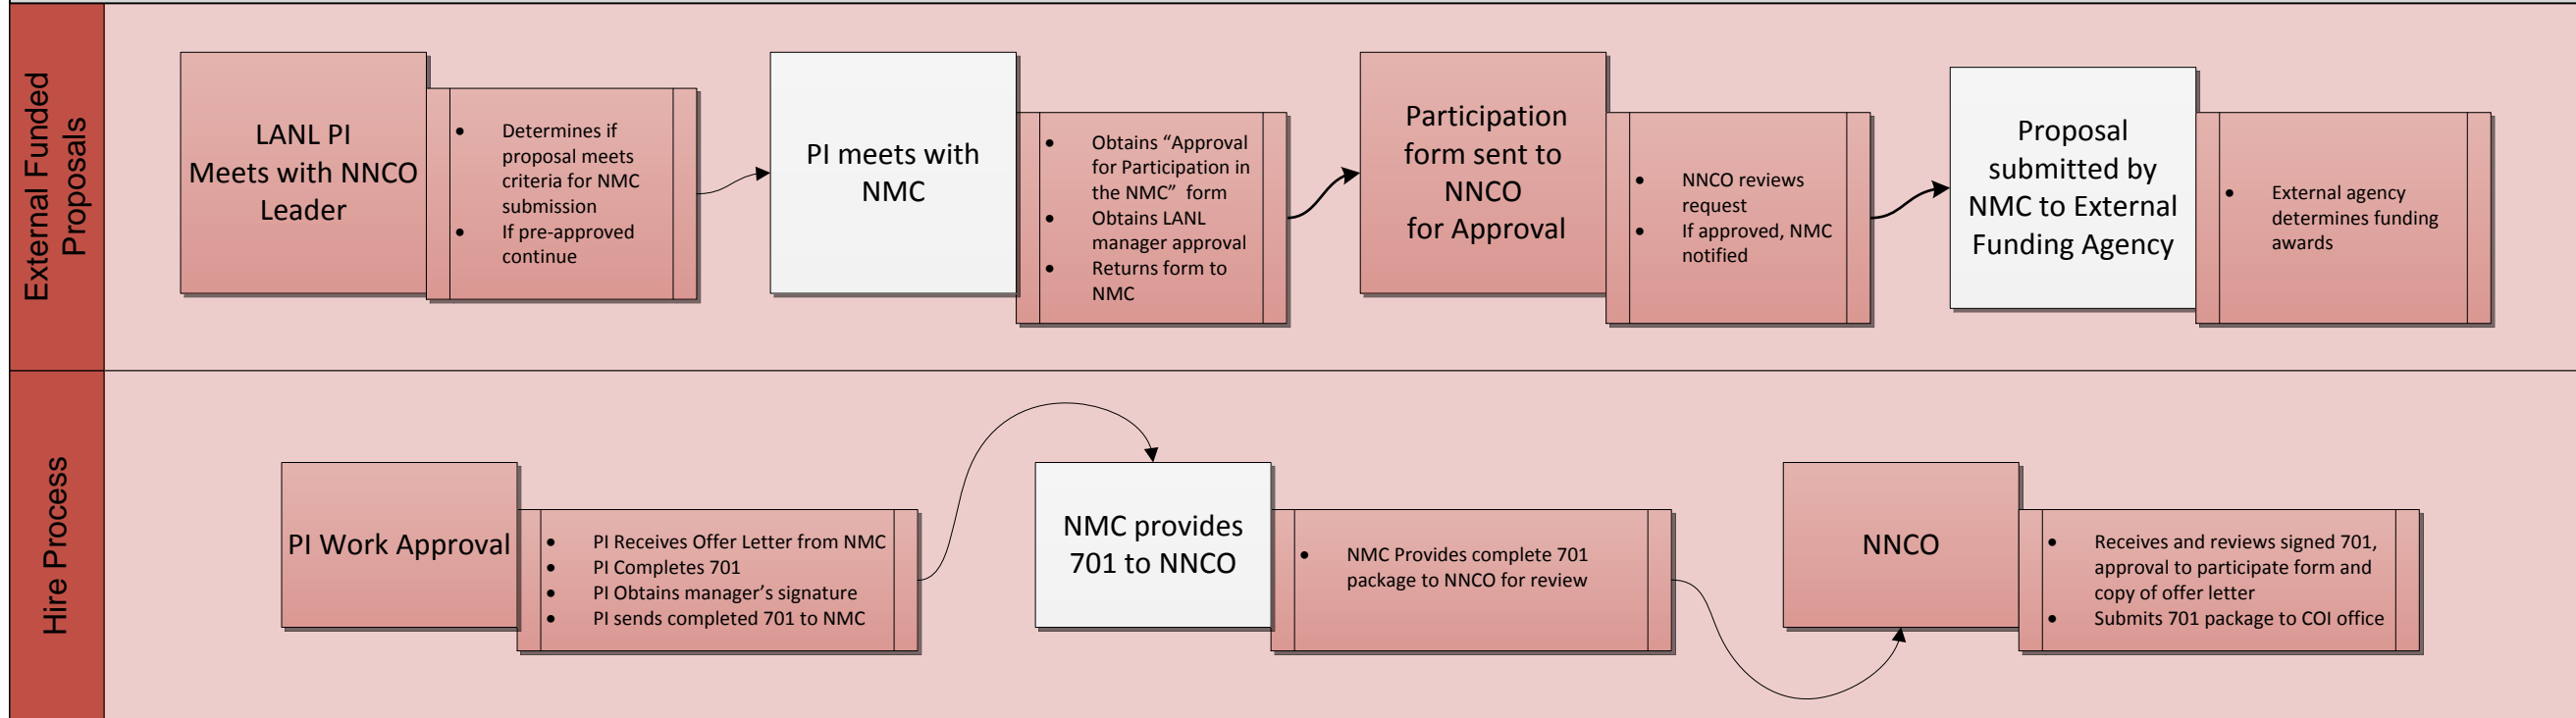 External Funded
Proposals
LANL PI
Meets with NNCO
Leader
• Determines if
proposal meets
criteria for NMC
submission
• If pre-approved
continue
PI meets with
NMC
• Obtains “Approval
for Participation in
the NMC” form
• Obtains LANL
manager approval
• Returns form to
NMC
Participation
form sent to
NNCO
for Approval
• NNCO reviews
request
• If approved, NMC
notified
Proposal
submitted by
NMC to External
Funding Agency
• External agency
determines funding
awards
Hire Process
PI Work Approval
• PI Receives Offer Letter from NMC
• PI Completes 701
• PI Obtains manager’s signature
• PI sends completed 701 to NMC
NMC provides
701 to NNCO
• NMC Provides complete 701
package to NNCO for review
NNCO
• Receives and reviews signed 701,
approval to participate form and
copy of offer letter
• Submits 701 package to COI office